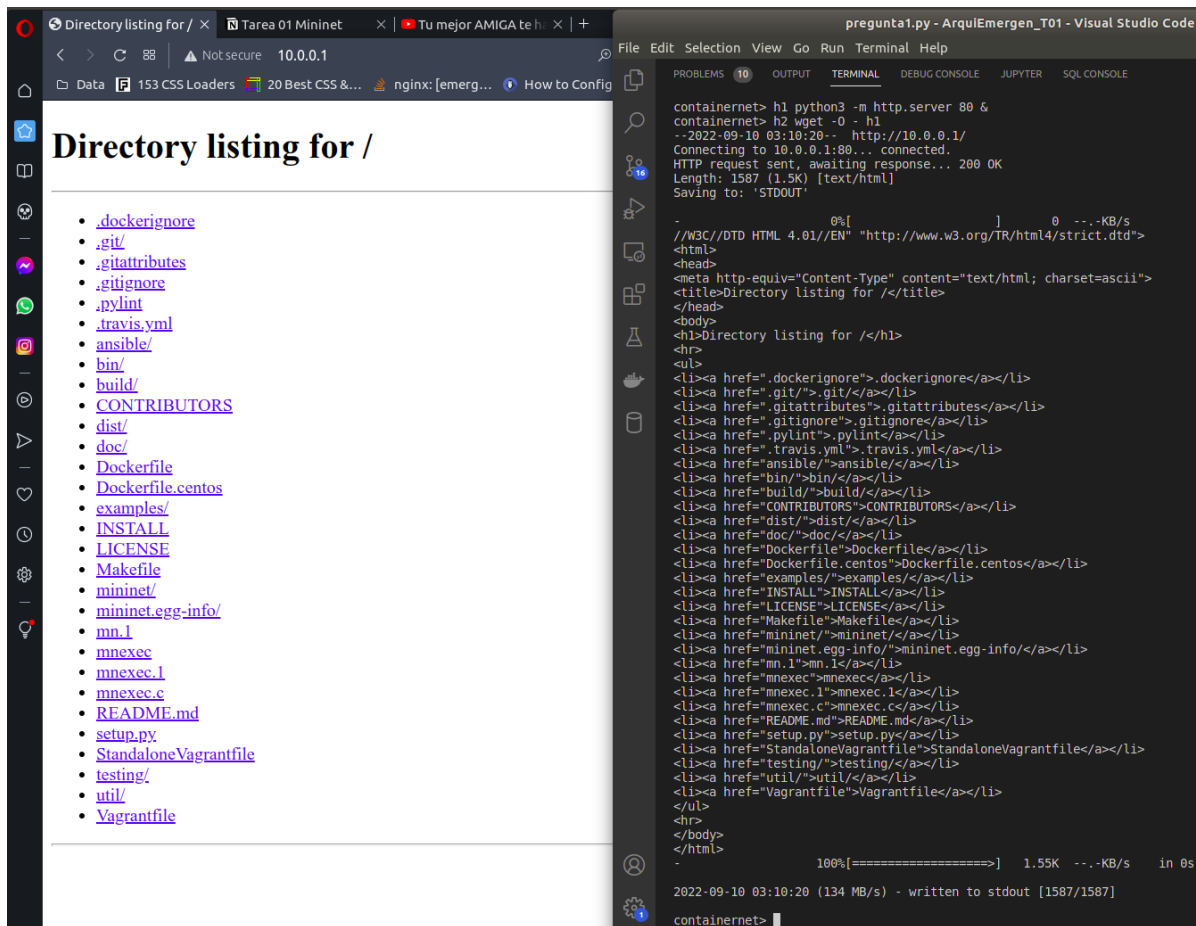 Directory listing for /
Tarea 01 Mininet
Tu mejor AMIGA te h
Not secure 10.0.0.1
Data
153 CSS Loaders
20 Best CSS &...
nginx: [emerg...
How to Config
Directory listing for /
.dockerignore
.git/
.gitattributes
.gitignore
.pylint
.travis.yml
ansible/
bin/
build/
CONTRIBUTORS
dist/
doc/
Dockerfile
Dockerfile.centos
examples/
INSTALL
LICENSE
Makefile
mininet/
mininet.egg-info/
mn.1
mnexec
mnexec.1
mnexec.c
README.md
setup.py
StandaloneVagrantfile
testing/
util/
Vagrantfile
pregunta1.py - ArquiEmergen_T01 - Visual Studio Code
File Edit Selection View Go Run Terminal Help
PROBLEMS 10 OUTPUT TERMINAL DEBUG CONSOLE JUPYTER SQL CONSOLE
16
1
containernet> h1 python3 -m http.server 80 &
containernet> h2 wget -O - h1
--2022-09-10 03:10:20-- http://10.0.0.1/
Connecting to 10.0.0.1:80... connected.
HTTP request sent, awaiting response... 200 OK
Length: 1587 (1.5K) [text/html]
Saving to: 'STDOUT'
- 0%[ ] 0 --.-KB/s
//W3C//DTD HTML 4.01//EN" "http://www.w3.org/TR/html4/strict.dtd">
<html>
<head>
<meta http-equiv="Content-Type" content="text/html; charset=ascii">
<title>Directory listing for /</title>
</head>
<body>
<h1>Directory listing for /</h1>
<hr>
<ul>
<li><a href=".dockerignore">.dockerignore</a></li>
<li><a href=".git/">.git/</a></li>
<li><a href=".gitattributes">.gitattributes</a></li>
<li><a href=".gitignore">.gitignore</a></li>
<li><a href=".pylint">.pylint</a></li>
<li><a href=".travis.yml">.travis.yml</a></li>
<li><a href="ansible/">ansible/</a></li>
<li><a href="bin/">bin/</a></li>
<li><a href="build/">build/</a></li>
<li><a href="CONTRIBUTORS">CONTRIBUTORS</a></li>
<li><a href="dist/">dist/</a></li>
<li><a href="doc/">doc/</a></li>
<li><a href="Dockerfile">Dockerfile</a></li>
<li><a href="Dockerfile.centos">Dockerfile.centos</a></li>
<li><a href="examples/">examples/</a></li>
<li><a href="INSTALL">INSTALL</a></li>
<li><a href="LICENSE">LICENSE</a></li>
<li><a href="Makefile">Makefile</a></li>
<li><a href="mininet/">mininet/</a></li>
<li><a href="mininet.egg-info/">mininet.egg-info/</a></li>
<li><a href="mn.1">mn.1</a></li>
<li><a href="mnexec">mnexec</a></li>
<li><a href="mnexec.1">mnexec.1</a></li>
<li><a href="mnexec.c">mnexec.c</a></li>
<li><a href="README.md">README.md</a></li>
<li><a href="setup.py">setup.py</a></li>
<li><a href="StandaloneVagrantfile">StandaloneVagrantfile</a></li>
<li><a href="testing/">testing/</a></li>
<li><a href="util/">util/</a></li>
<li><a href="Vagrantfile">Vagrantfile</a></li>
</ul>
<hr>
</body>
</html>
- 100%[===================>] 1.55K --.-KB/s in 0s
2022-09-10 03:10:20 (134 MB/s) - written to stdout [1587/1587]
containernet>